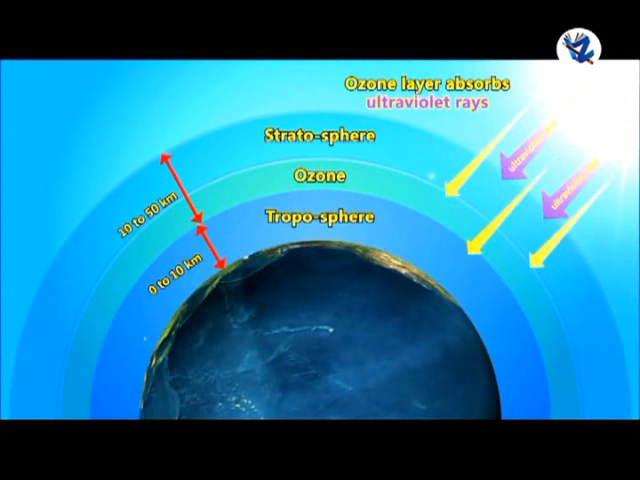 Ozone layer absorbs
ultraviolet rays
Strato-sphere
Ozone
Tropo-sphere
10 to 50 km
0 to 10 km